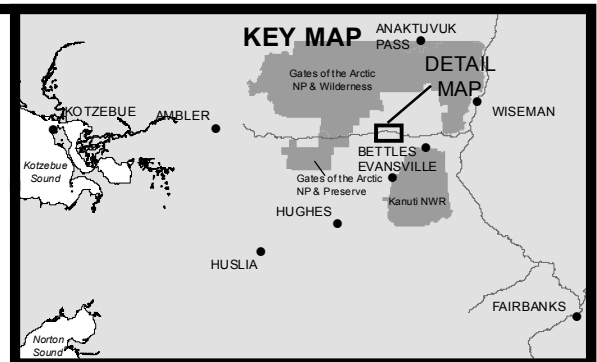 KEY MAP
ANAKTUVUK
PASS
Gates of the Arctic
NP & Wilderness
DETAIL
MAP
WISEMAN
KOTZEBUE
AMBLER
Kotzebue
Sound
BETTLES
EVANSVILLE
Gates of the Arctic
NP & Preserve
Kanuti NWR
HUGHES
HUSLIA
FAIRBANKS
Norton
Sound